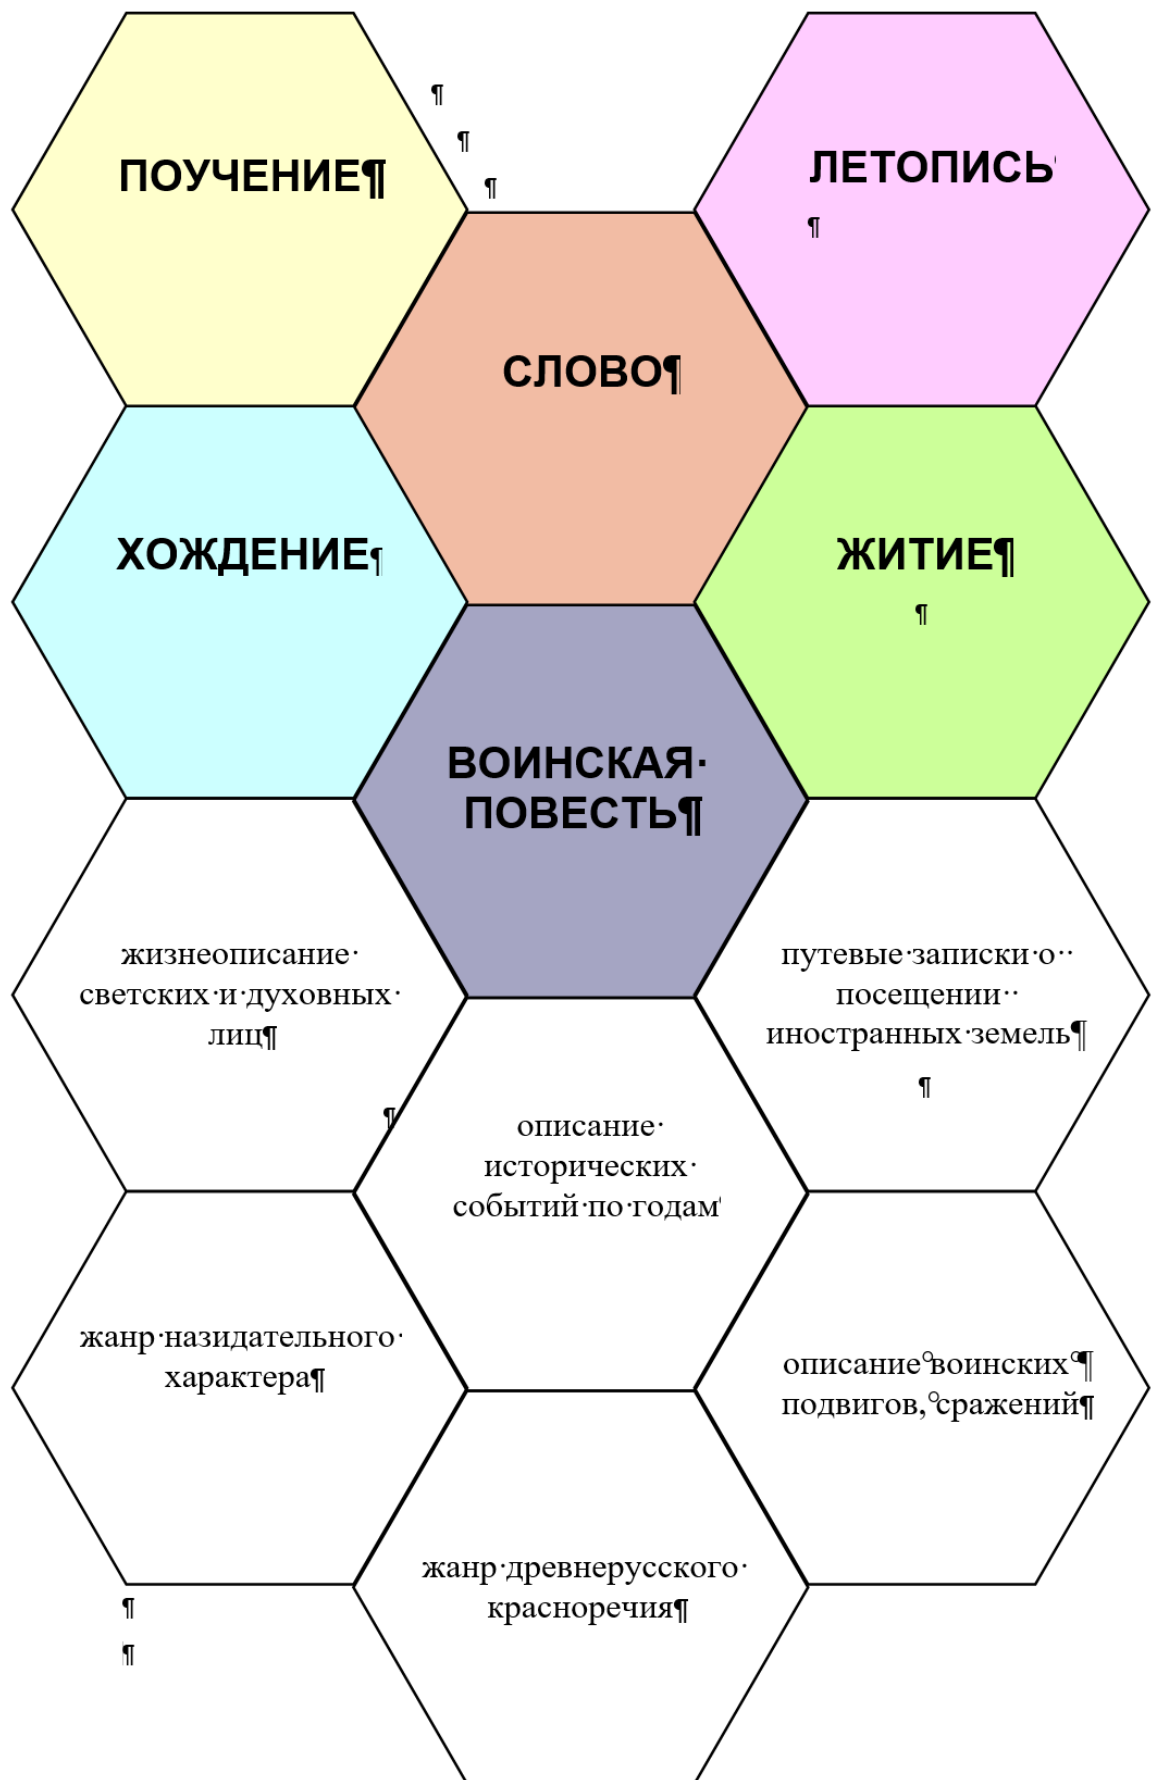 ПОУЧЕНИЕ¶
ЛЕТОПИСЬ
¶
¶
¶
¶
СЛОВО¶
ХОЖДЕНИЕ¶
ЖИТИЕ¶
¶
ВОИНСКАЯ·
ПОВЕСТЬ¶
жизнеописание·
светских·и·духовных·
лиц¶
¶
путевые·записки·о··
посещении··
иностранных·земель¶
¶
описание·
исторических·
событий·по·годам
жанр·назидательного·
характера¶
описание°воинских°¶
подвигов,°сражений¶
жанр·древнерусского·
красноречия¶
¶
¶